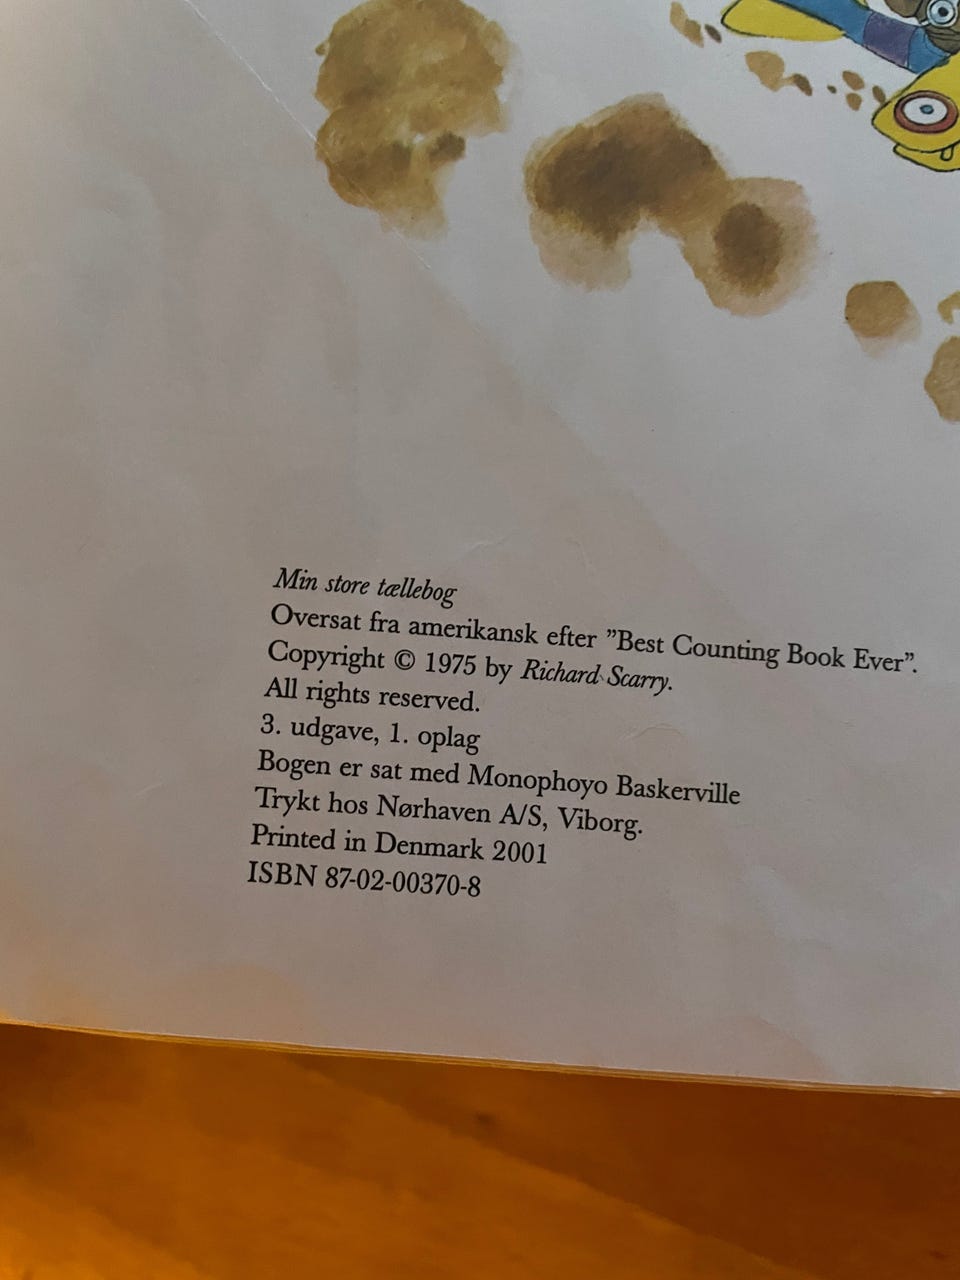 Min store tællebog
Oversat fra amerikansk efter ”Best Counting Book Ever”.
Copyright © 1975 by Richard Scarry.
All rights reserved.
3. udgave, 1. oplag
Bogen er sat med Monophoyo Baskerville
Trykt hos Nørhaven A/S, Viborg.
Printed in Denmark 2001
ISBN 87-02-00370-8